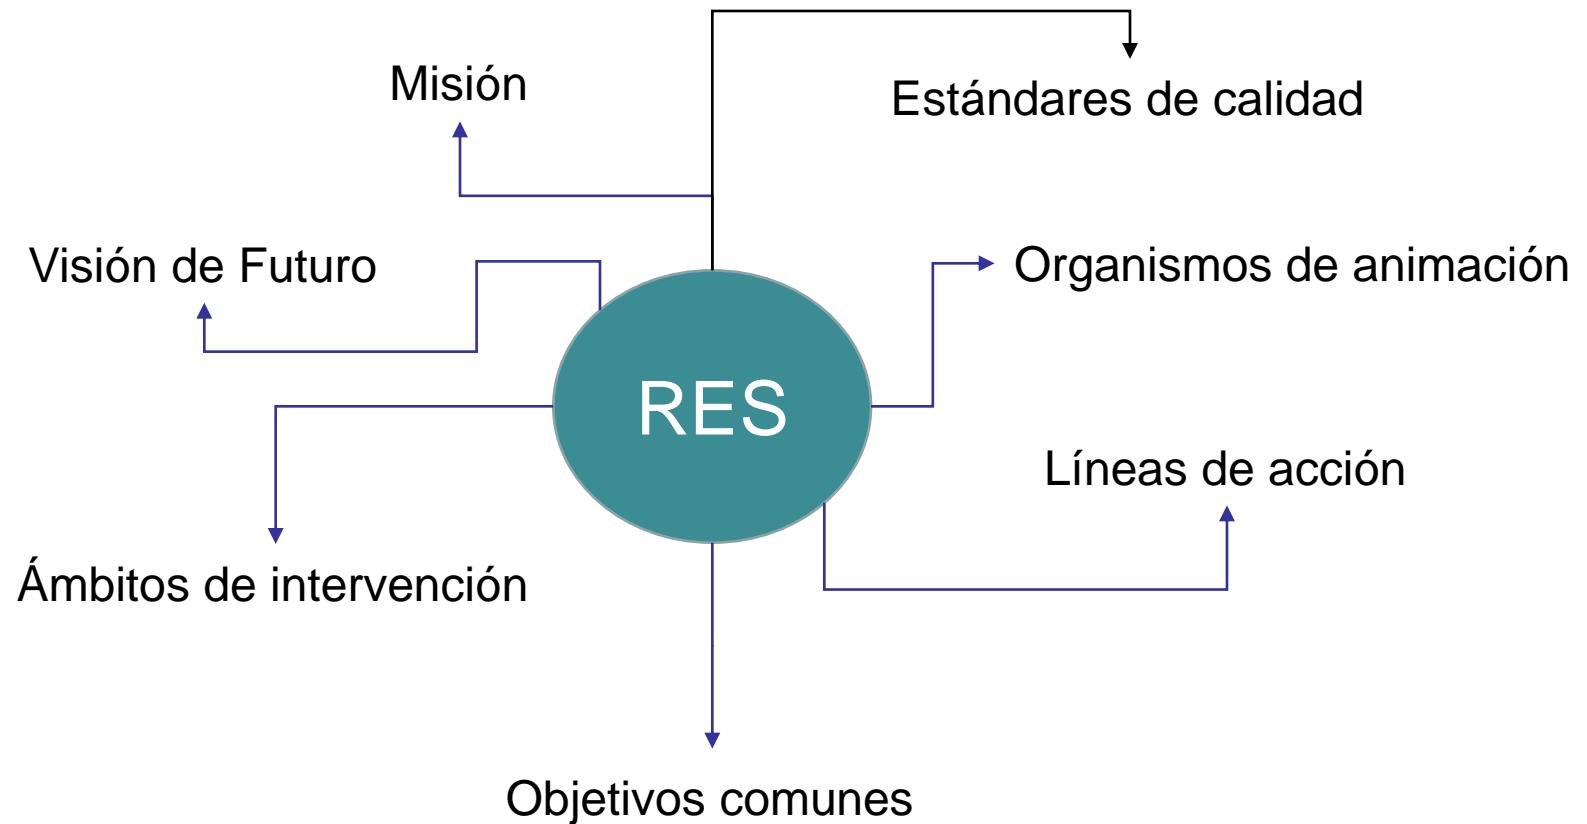 Misión
Estándares de calidad
Visión de Futuro
Organismos de animación
RES
Líneas de acción
Ámbitos de intervención
Objetivos comunes